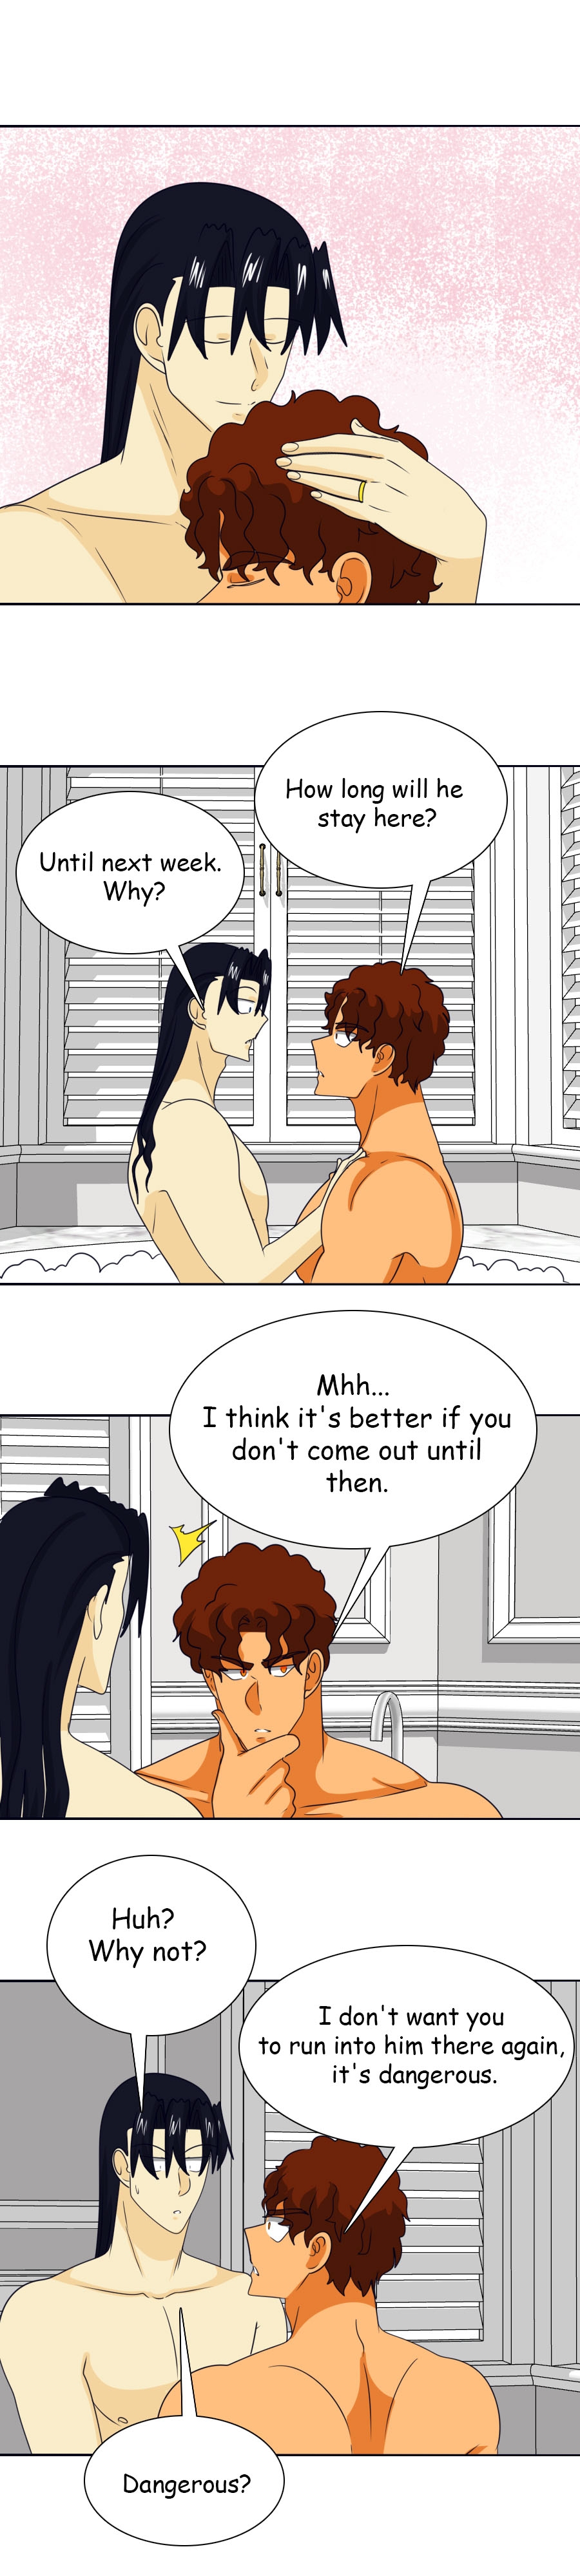 How long will he
stay here?
Until next week.
Why?
Mhh...
I think it's better if you
don't come out until
then.
Huh?
Why not?
I don't want you
to run into him there again,
it's dangerous.
Dangerous?